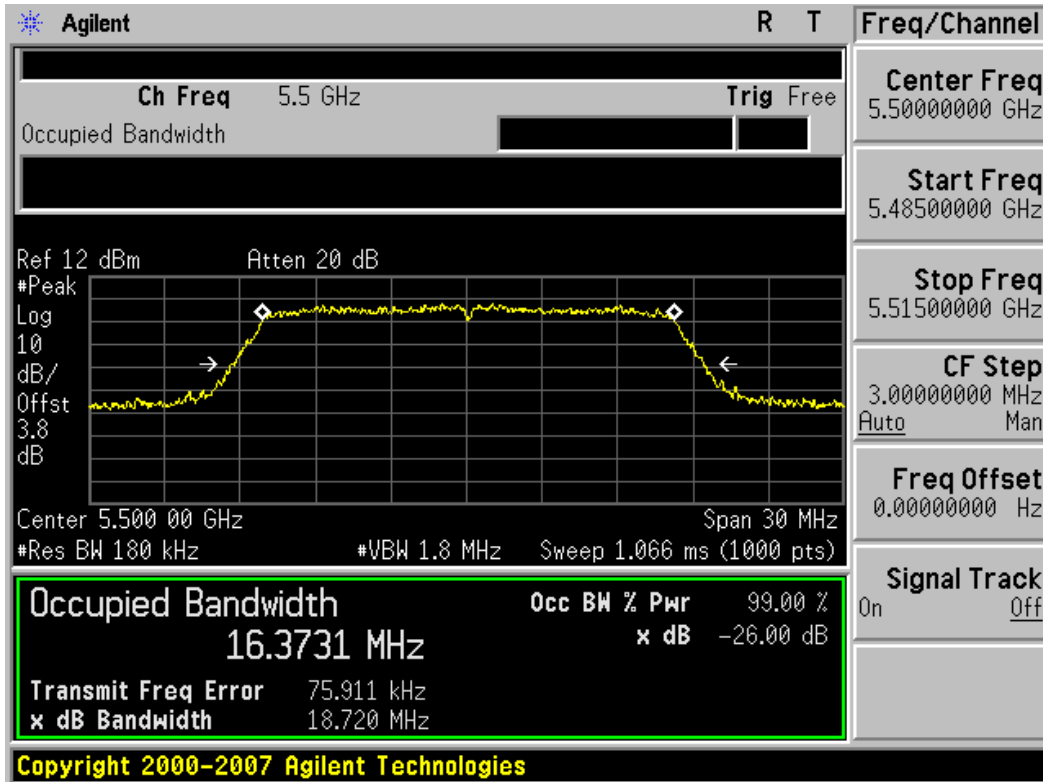 Agilent R T
Freq/Channel
Ch Freq 5.5 GHz Trig Free
Occupied Bandwidth
Center Freq
5.50000000 GHz
Start Freq
5.48500000 GHz
Stop Freq
5.51500000 GHz
CF Step
3.00000000 MHz
Auto Man
Freq Offset
0.00000000 Hz
Signal Track
On Off
Ref 12 dBm Atten 20 dB
#Peak
Log
10
dB/
Offst
3.8
dB
Center 5.500 00 GHz Span 30 MHz
#Res BW 180 kHz #VBW 1.8 MHz Sweep 1.066 ms (1000 pts)
Occupied Bandwidth
16.3731 MHz
Occ BW % Pwr 99.00 %
x dB -26.00 dB
Transmit Freq Error 75.911 kHz
x dB Bandwidth 18.720 MHz
Copyright 2000-2007 Agilent Technologies